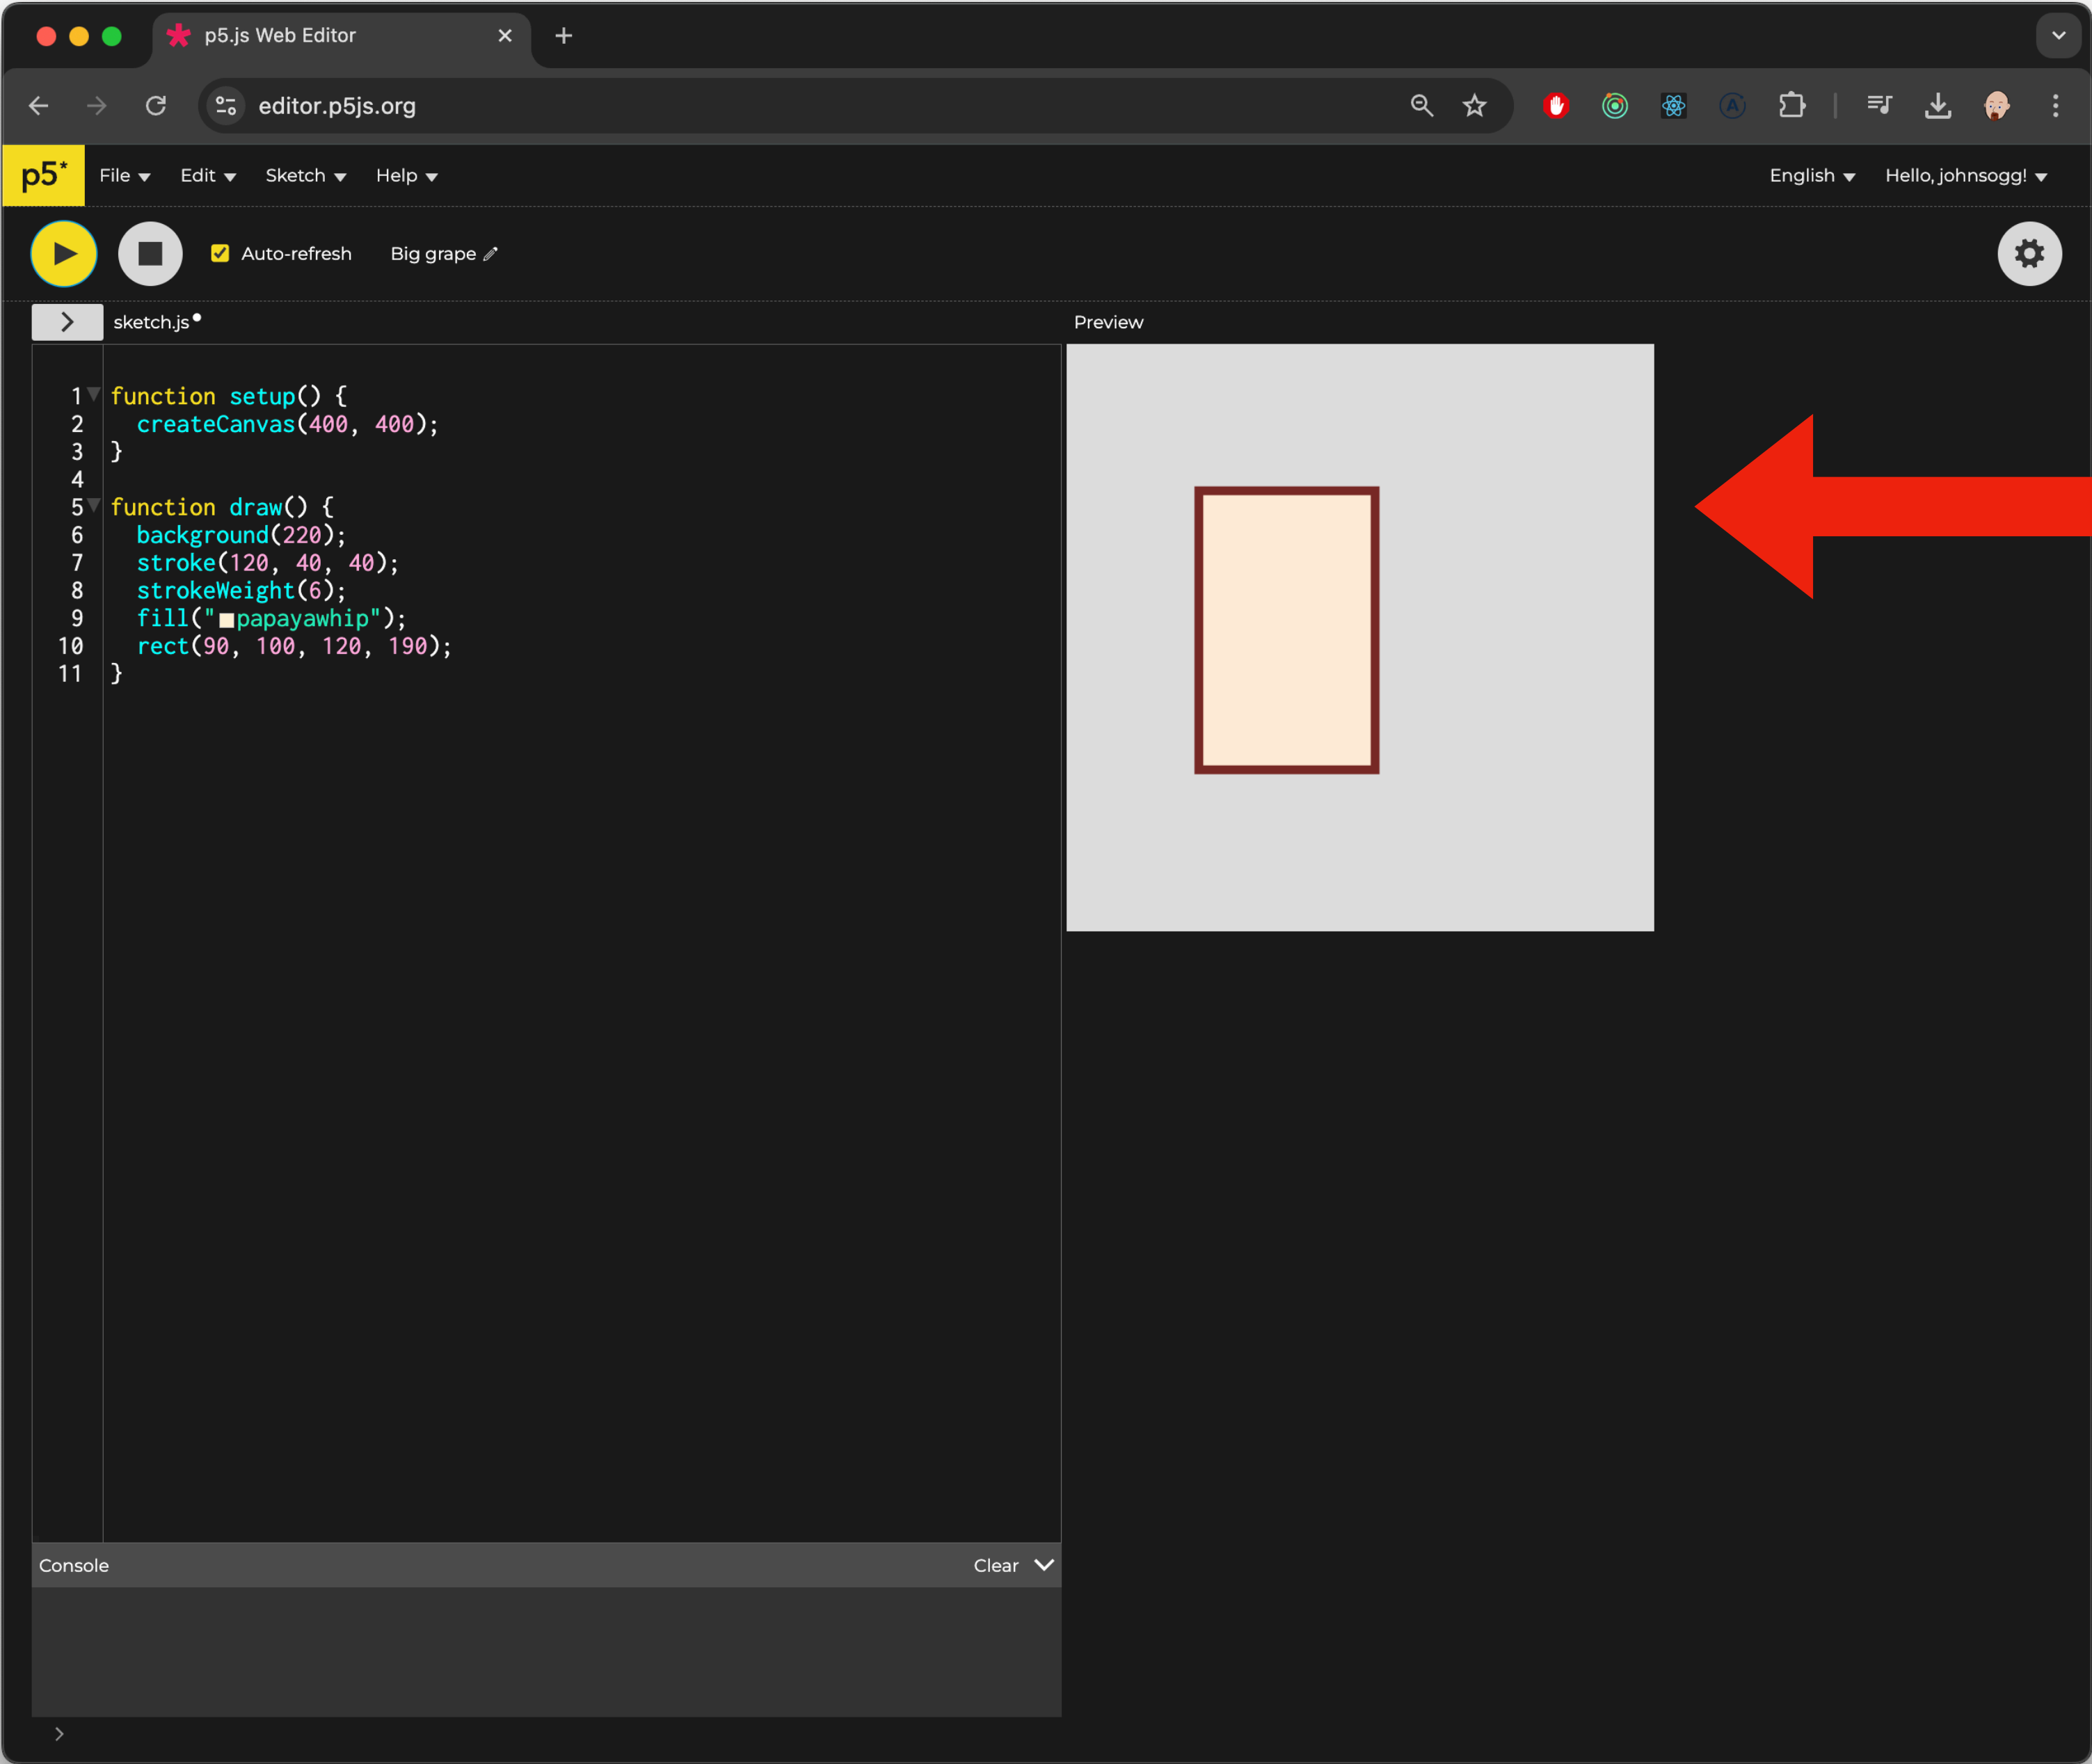 p5.js Web Editor
editor.p5js.org
p5* File Edit Sketch Help English Hello, johnsogg!
Auto-refresh Big grape
sketch.js Preview
1 function setup() {
2 createCanvas(400, 400);
3 }
4
5 function draw() {
6 background(220);
7 stroke(120, 40, 40);
8 strokeWeight(6);
9 fill("papayawhip");
10 rect(90, 100, 120, 190);
11 }
Console Clear
>